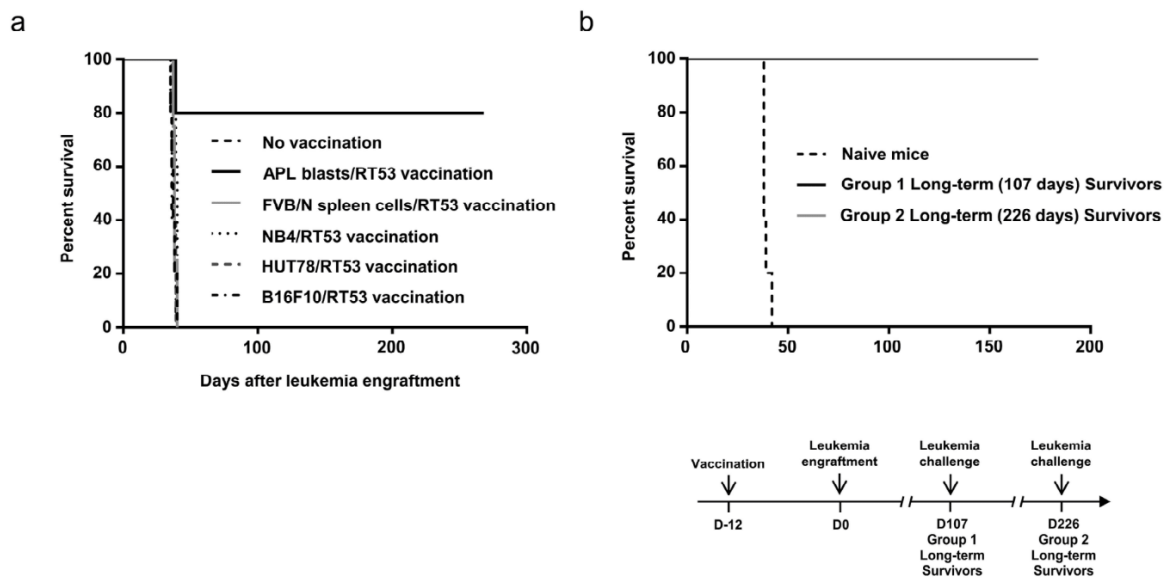 a
100
80
60
40
20
0
Percent survival
No vaccination
APL blasts/RT53 vaccination
FVB/N spleen cells/RT53 vaccination
NB4/RT53 vaccination
HUT78/RT53 vaccination
B16F10/RT53 vaccination
0 100 200 300
Days after leukemia engraftment
b
100
80
60
40
20
0
Percent survival
Naive mice
Group 1 Long-term (107 days) Survivors
Group 2 Long-term (226 days) Survivors
0 50 100 150 200
Vaccination
Leukemia
engraftment
Leukemia
challenge
Leukemia
challenge
D-12
D0
D107
Group 1
Long-term
Survivors
D226
Group 2
Long-term
Survivors